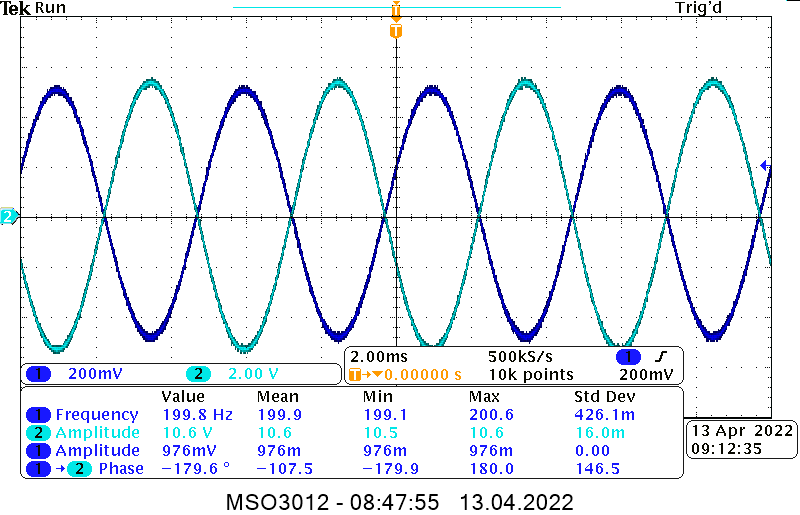 Tek Run Trig'd
T
T
2
2.00ms 500kS/s 1 ʃ
1 200mV 2 2.00 V T→▼0.00000 s 10k points 200mV
Value Mean Min Max Std Dev
1 Frequency 199.8 Hz 199.9 199.1 200.6 426.1m
2 Amplitude 10.6 V 10.6 10.5 10.6 16.0m
1 Amplitude 976mV 976m 976m 976m 0.00
1 → 2 Phase −179.6 ° −107.5 −179.9 180.0 146.5
13 Apr 2022
09:12:35
MSO3012 - 08:47:55 13.04.2022